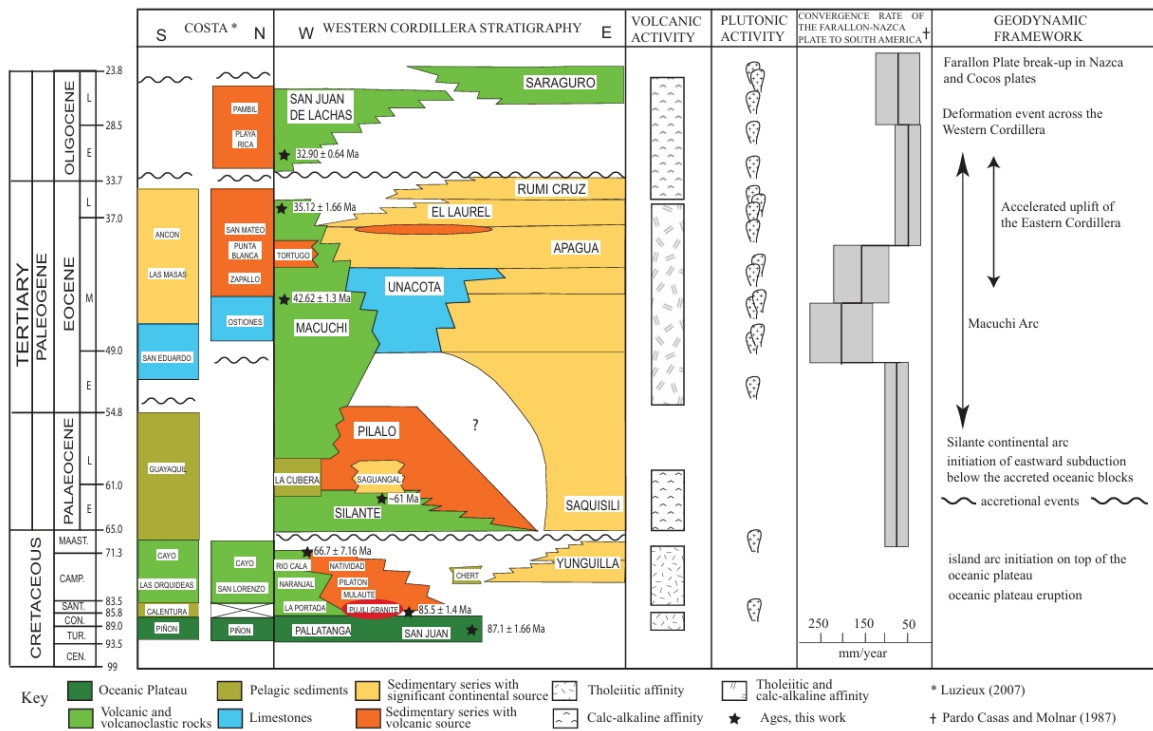 COSTA *
S
N
WESTERN CORDILLERA STRATIGRAPHY
W
E
VOLCANIC
ACTIVITY
PLUTONIC
ACTIVITY
CONVERGENCE RATE OF
THE FARALLON-NAZCA
PLATE TO SOUTH AMERICA †
GEODYNAMIC
FRAMEWORK
TERTIARY
PALEOGENE
OLIGOCENE
L
E
EOCENE
L
M
E
PALAEOCENE
L
E
CRETACEOUS
MAAST.
CAMP.
SANT.
CON.
TUR.
CEN.
23.8
28.5
33.7
37.0
49.0
54.8
61.0
65.0
71.3
83.5
85.8
89.0
93.5
99
ANCON
LAS MASAS
SAN EDUARDO
GUAYAQUIL
CAYO
LAS ORQUIDEAS
CALENTURA
PIÑON
PAMBIL
PLAYA
RICA
SAN MATEO
PUNTA
BLANCA
ZAPALLO
OSTIONES
CAYO
SAN LORENZO
PIÑON
SARAGURO
SAN JUAN
DE LACHAS
32.90 ± 0.64 Ma
RUMI CRUZ
35.12 ± 1.66 Ma
EL LAUREL
TORTUGO
APAGUA
UNACOTA
42.62 ± 1.3 Ma
MACUCHI
PILALO
?
LA CUBERA
SAGUANGAL
~61 Ma
SILANTE
SAQUISILI
66.7 ± 7.16 Ma
RIO CALA
NATIVIDAD
YUNGUILLA
NARANJAL
PILATON
CHERT
MULAUTE
LA PORTADA
PUJILI GRANITE
85.5 ± 1.4 Ma
PALLATANGA
SAN JUAN
87.1 ± 1.66 Ma
250
150
50
mm/year
Farallon Plate break-up in Nazca
and Cocos plates
Deformation event across the
Western Cordillera
Accelerated uplift
of the Eastern Cordillera
Macuchi Arc
Silante continental arc
initiation of eastward subduction
below the accreted oceanic blocks
accretional events
island arc initiation on top of the
oceanic plateau
oceanic plateau eruption
Key
Oceanic Plateau
Pelagic sediments
Sedimentary series with
significant continental source
Tholeiitic affinity
Tholeiitic and
calc-alkaline affinity
* Luzieux (2007)
Volcanic and
volcanoclastic rocks
Limestones
Sedimentary series with
volcanic source
Calc-alkaline affinity
Ages, this work
† Pardo Casas and Molnar (1987)